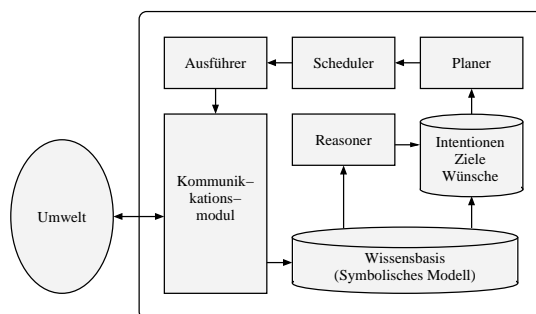 Ausführer
Scheduler
Planer
Reasoner
Intentionen
Ziele
Wünsche
Kommunik–
kations–
modul
Umwelt
Wissensbasis
(Symbolisches Modell)